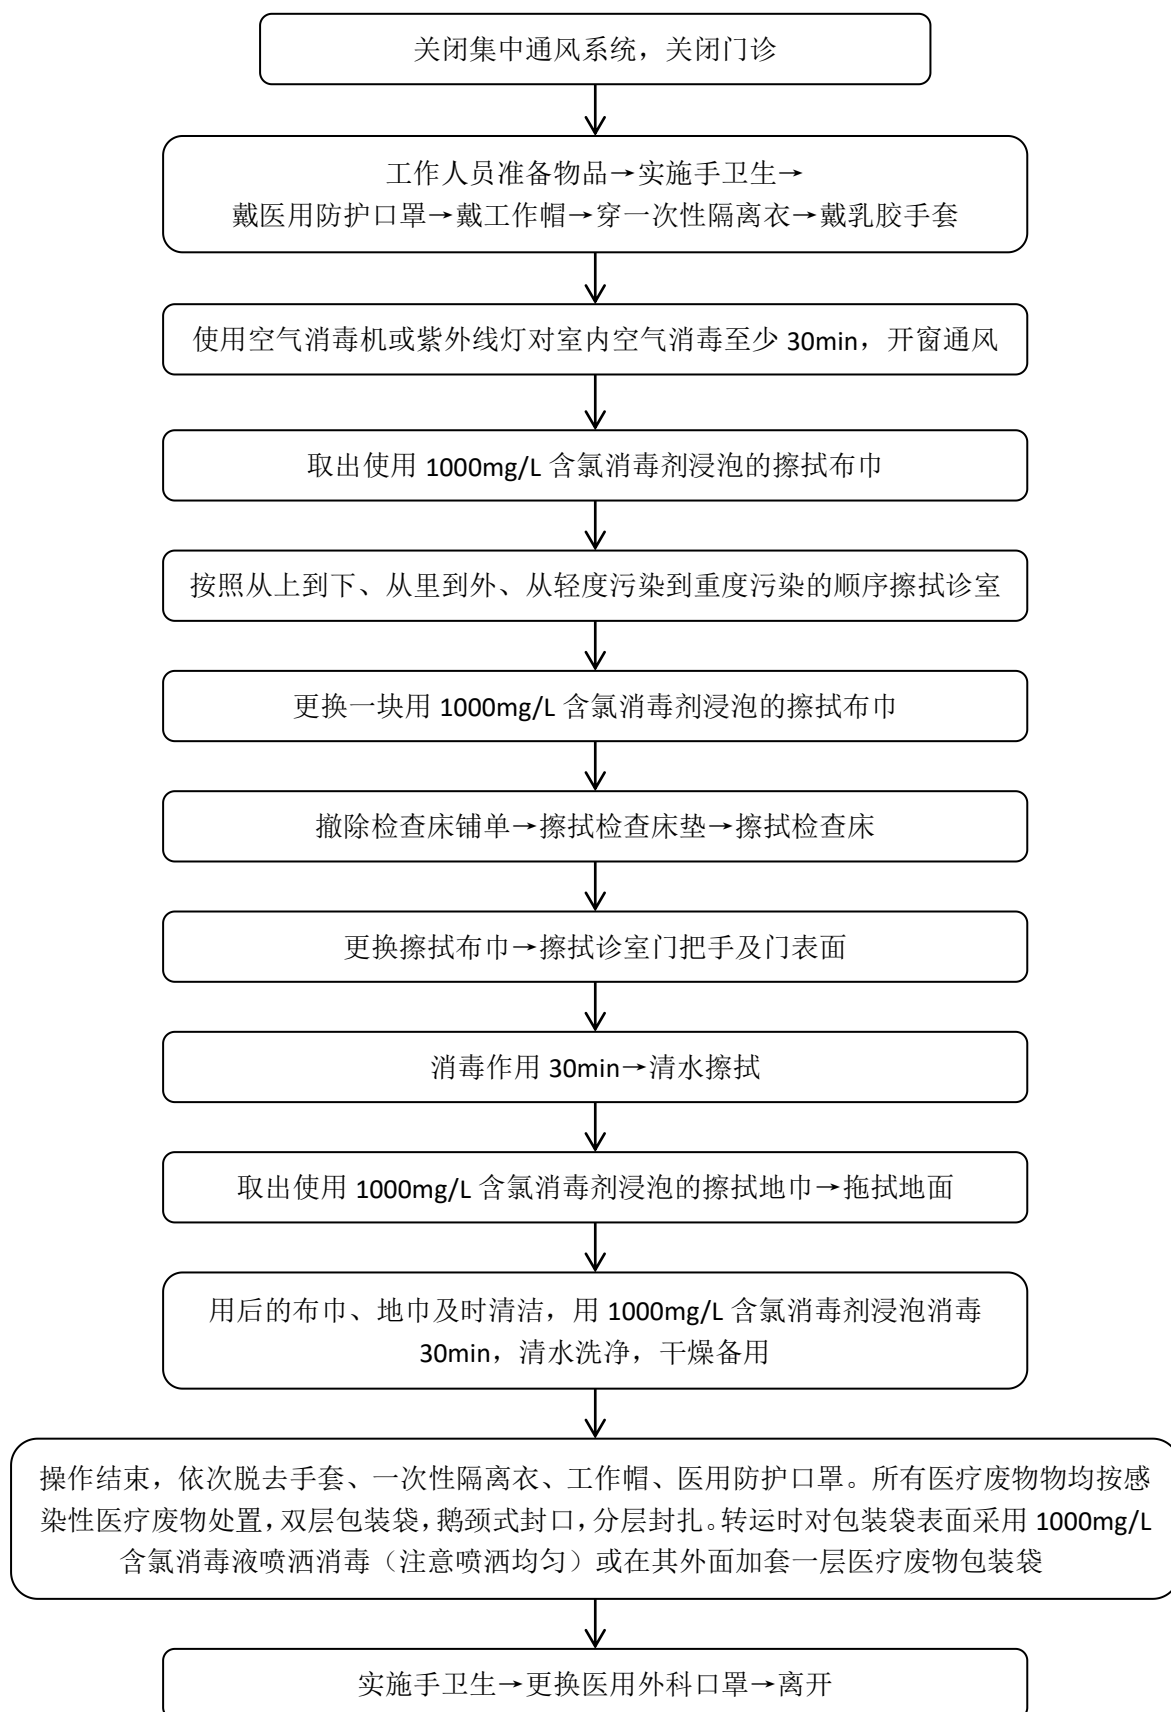 关闭集中通风系统，关闭门诊
工作人员准备物品→实施手卫生→
戴医用防护口罩→戴工作帽→穿一次性隔离衣→戴乳胶手套
使用空气消毒机或紫外线灯对室内空气消毒至少 30min，开窗通风
取出使用 1000mg/L 含氯消毒剂浸泡的擦拭布巾
按照从上到下、从里到外、从轻度污染到重度污染的顺序擦拭诊室
更换一块用 1000mg/L 含氯消毒剂浸泡的擦拭布巾
撤除检查床铺单→擦拭检查床垫→擦拭检查床
更换擦拭布巾→擦拭诊室门把手及门表面
消毒作用 30min→清水擦拭
取出使用 1000mg/L 含氯消毒剂浸泡的擦拭地巾→拖拭地面
用后的布巾、地巾及时清洁，用 1000mg/L 含氯消毒剂浸泡消毒
30min，清水洗净，干燥备用
操作结束，依次脱去手套、一次性隔离衣、工作帽、医用防护口罩。所有医疗废物物均按感
染性医疗废物处置，双层包装袋，鹅颈式封口，分层封扎。转运时对包装袋表面采用 1000mg/L
含氯消毒液喷洒消毒（注意喷洒均匀）或在其外面加套一层医疗废物包装袋
实施手卫生→更换医用外科口罩→离开